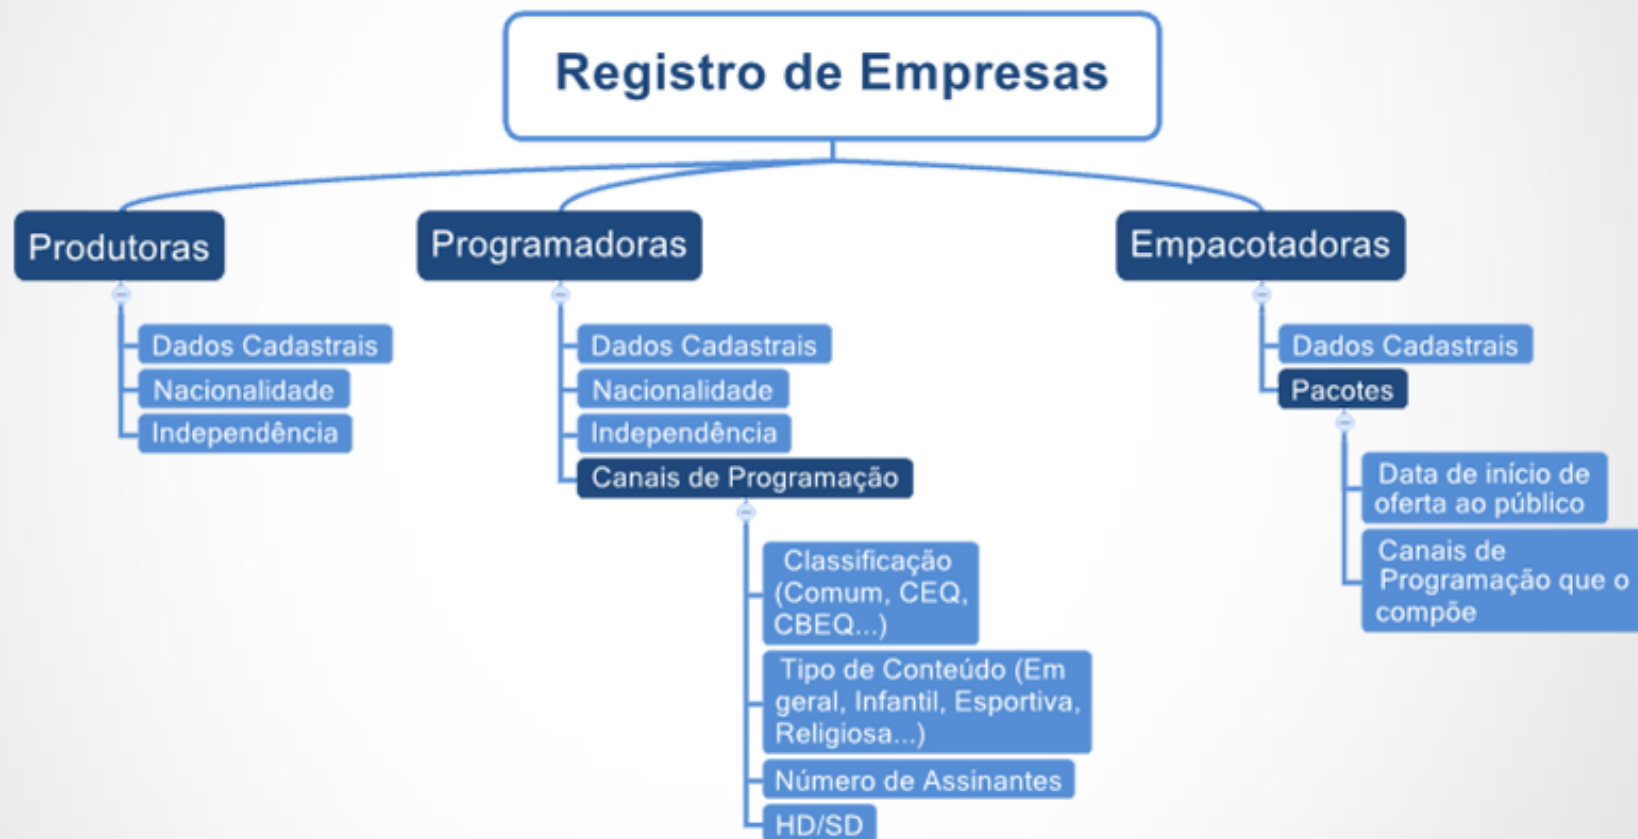 Registro de Empresas
Produtoras
Dados Cadastrais
Nacionalidade
Independência
Programadoras
Dados Cadastrais
Nacionalidade
Independência
Canais de Programação
Classificação
(Comum, CEQ,
CBEQ...)
Tipo de Conteúdo (Em
geral, Infantil, Esportiva,
Religiosa...)
Número de Assinantes
HD/SD
Empacotadoras
Dados Cadastrais
Pacotes
Data de início de
oferta ao público
Canais de
Programação que o
compõe